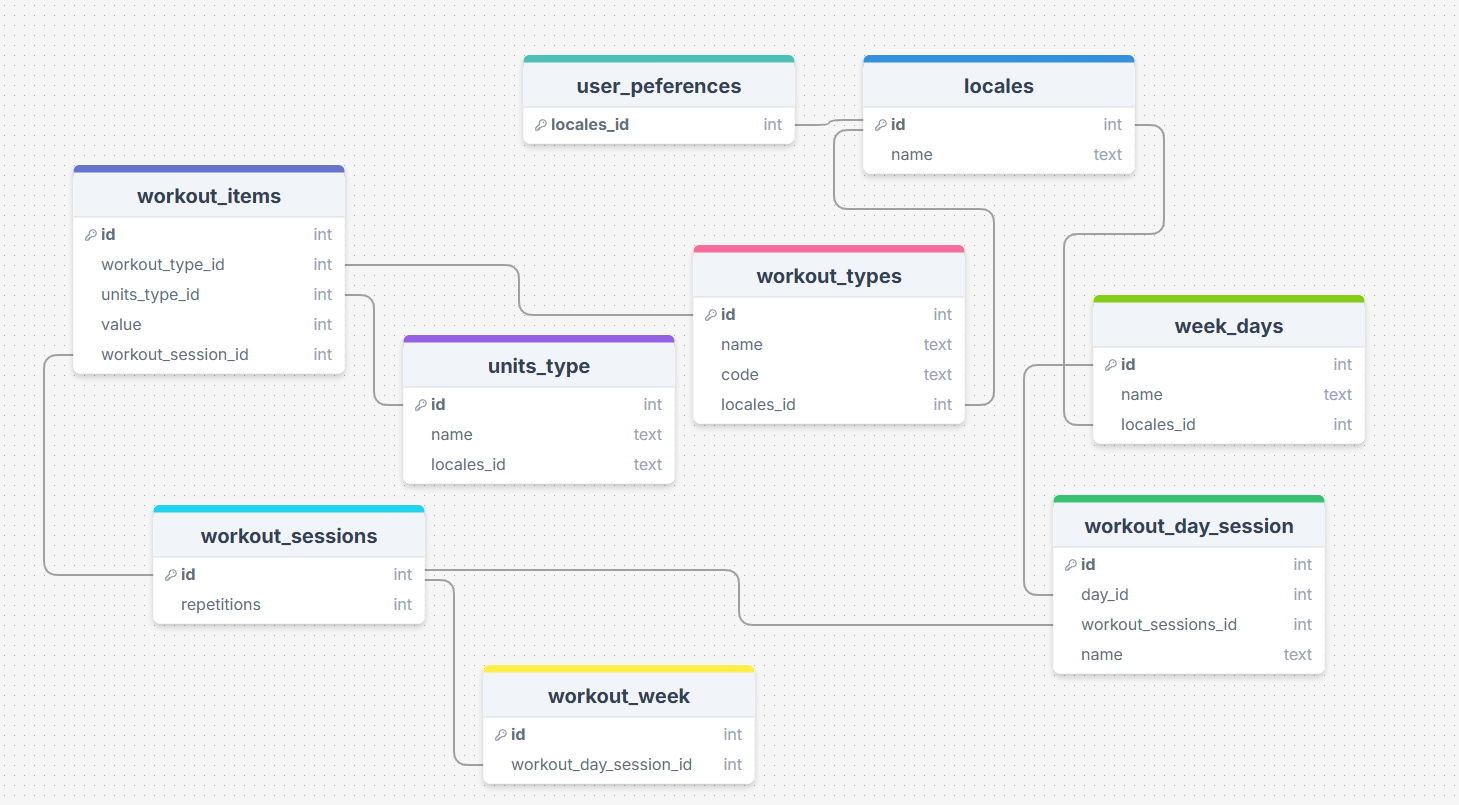 user_peferences
locales_id int
locales
id int
name text
workout_items
id int
workout_type_id int
units_type_id int
value int
workout_session_id int
workout_types
id int
name text
code text
locales_id int
units_type
id int
name text
locales_id text
week_days
id int
name text
locales_id int
workout_sessions
id int
repetitions int
workout_day_session
id int
day_id int
workout_sessions_id int
name text
workout_week
id int
workout_day_session_id int